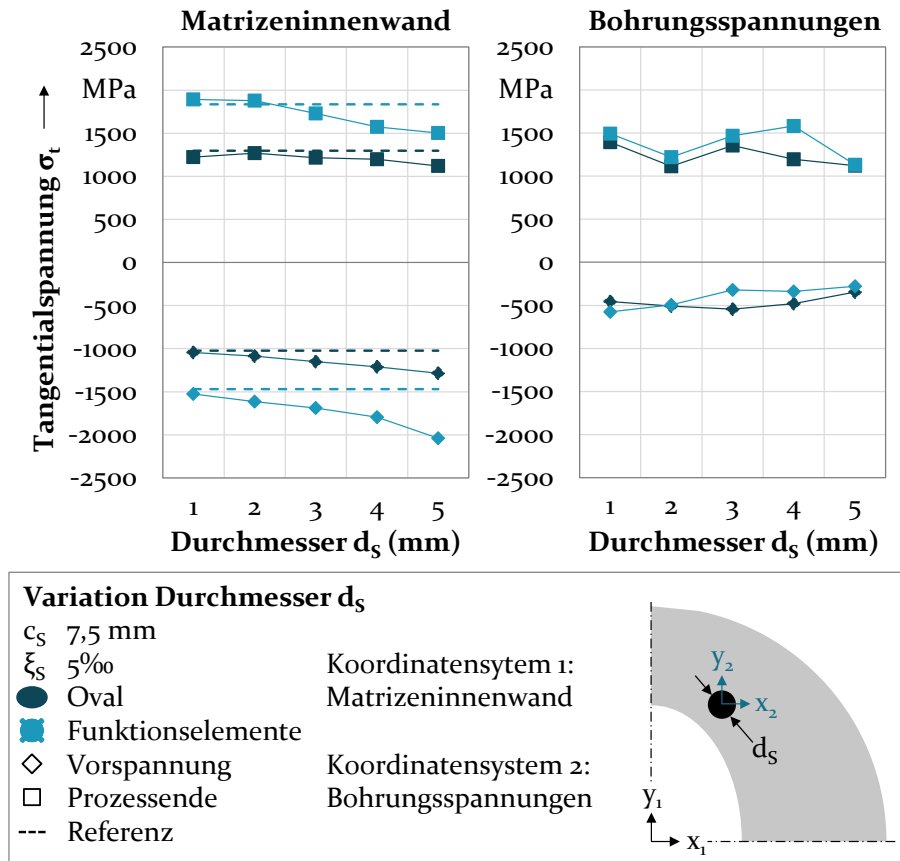 Matrizeninnenwand
Bohrungsspannungen
Tangentialspannung σt
2500
MPa
1500
1000
500
0
-500
-1000
-1500
-2000
-2500
1 2 3 4 5
Durchmesser dS (mm)
2500
MPa
1500
1000
500
0
-500
-1000
-1500
-2000
-2500
1 2 3 4 5
Durchmesser dS (mm)
Variation Durchmesser dS
cS 7,5 mm
ξS 5‰
Oval
Funktionselemente
Vorspannung
Prozessende
Referenz
Koordinatensytem 1:
Matrizeninnenwand
Koordinatensystem 2:
Bohrungsspannungen
y2
x2
dS
y1
x1